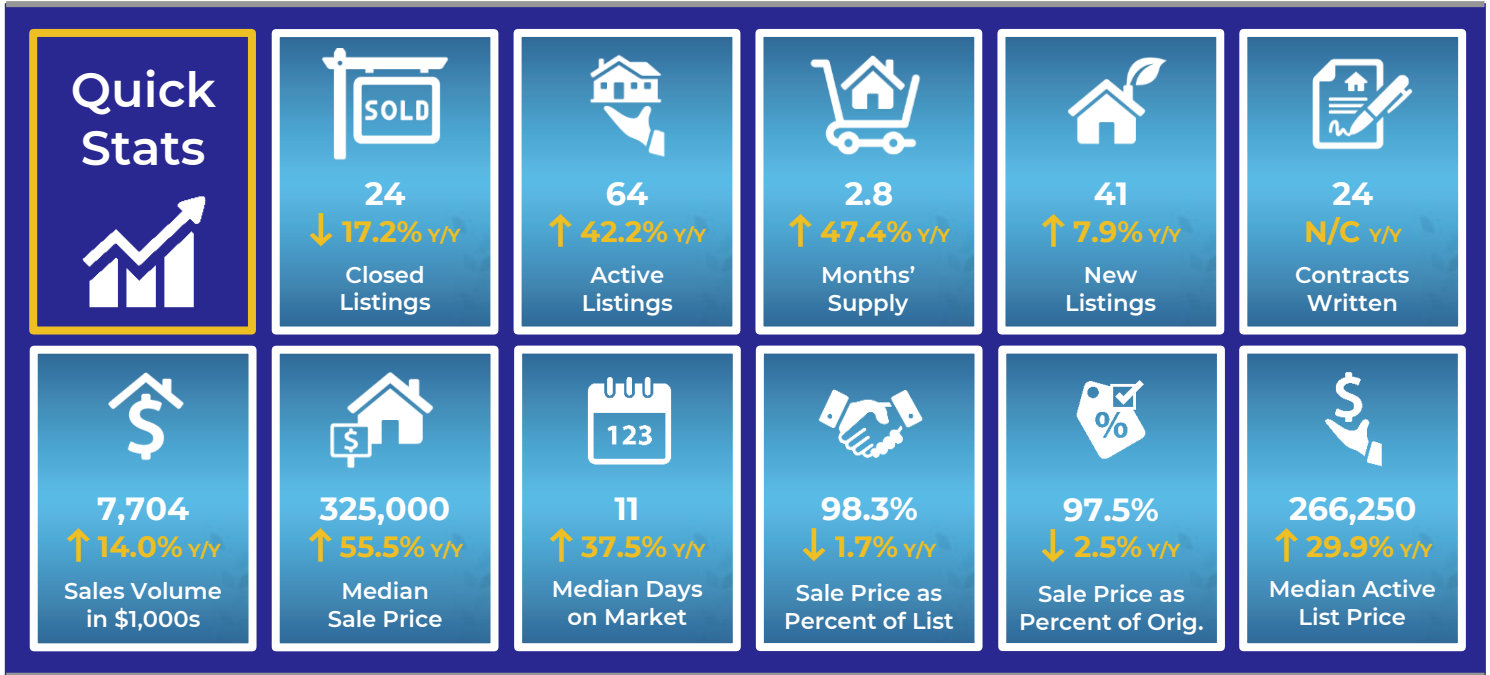 Quick
Stats
SOLD
24
↓ 17.2% Y/Y
Closed
Listings
64
↑ 42.2% Y/Y
Active
Listings
2.8
↑ 47.4% Y/Y
Months’
Supply
41
↑ 7.9% Y/Y
New
Listings
24
N/C Y/Y
Contracts
Written
$
7,704
↑ 14.0% Y/Y
Sales Volume
in $1,000s
$
325,000
↑ 55.5% Y/Y
Median
Sale Price
123
11
↑ 37.5% Y/Y
Median Days
on Market
98.3%
↓ 1.7% Y/Y
Sale Price as
Percent of List
%
97.5%
↓ 2.5% Y/Y
Sale Price as
Percent of Orig.
$
266,250
↑ 29.9% Y/Y
Median Active
List Price